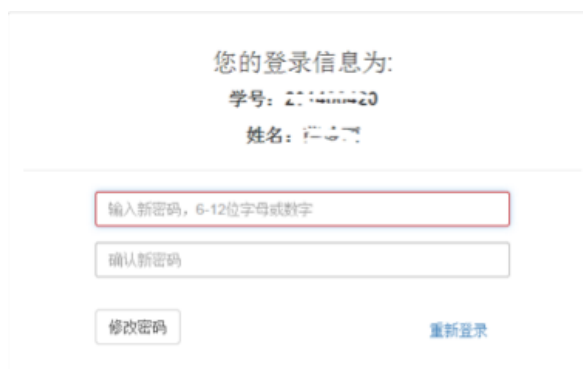 您的登录信息为:
学号:
姓名:
输入新密码，6-12位字母或数字
确认新密码
修改密码
重新登录